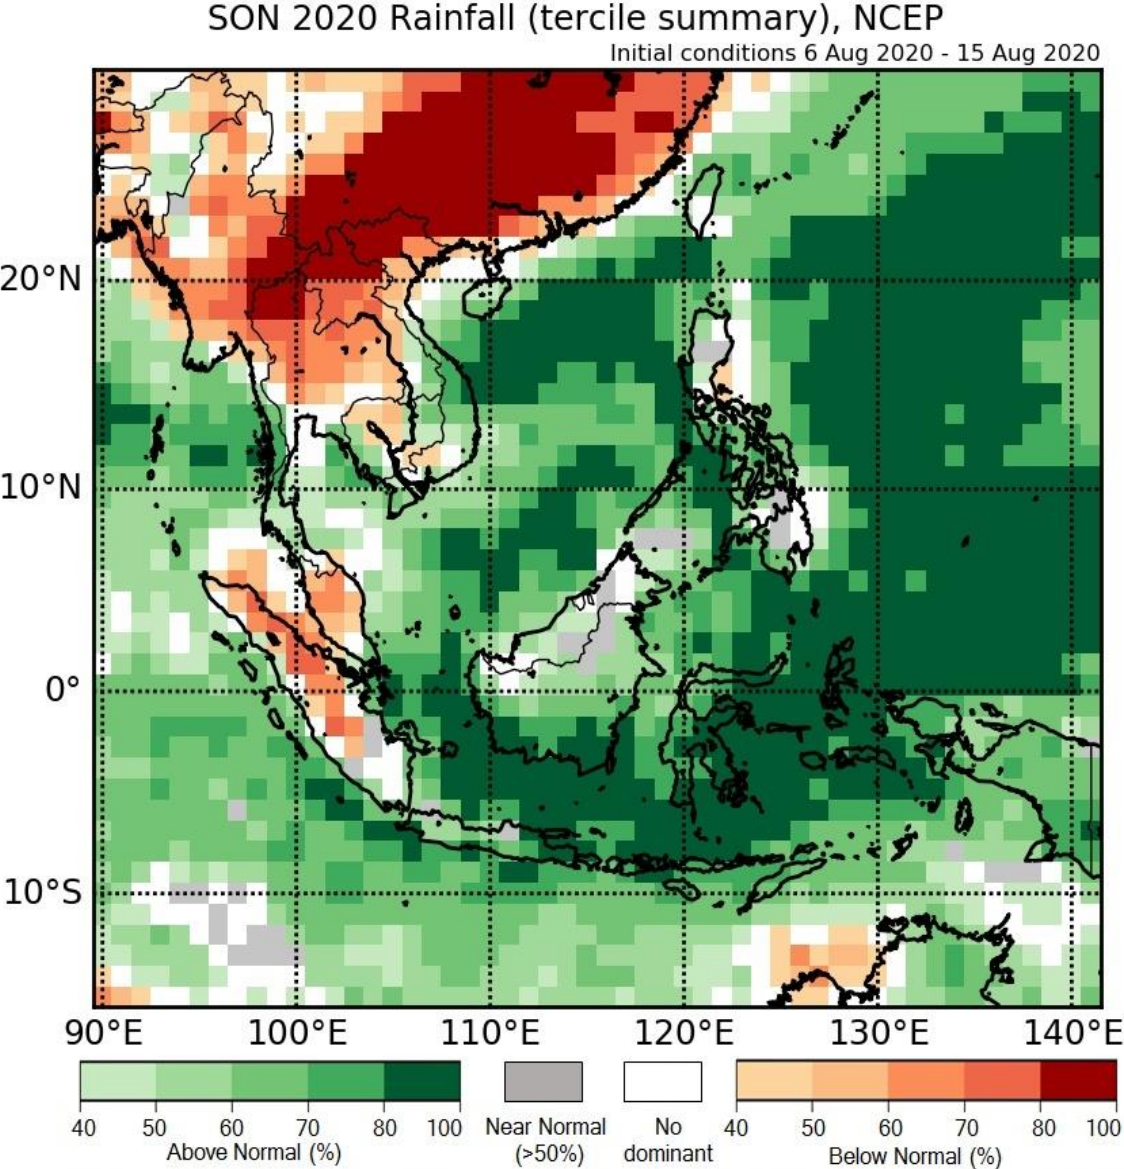 SON 2020 Rainfall (tercile summary), NCEP
Initial conditions 6 Aug 2020 - 15 Aug 2020
20°N
10°N
0°
10°S
90°E 100°E 110°E 120°E 130°E 140°E
40 50 60 70 80 100
Above Normal (%)
Near Normal
(>50%)
No
dominant
40 50 60 70 80 100
Below Normal (%)